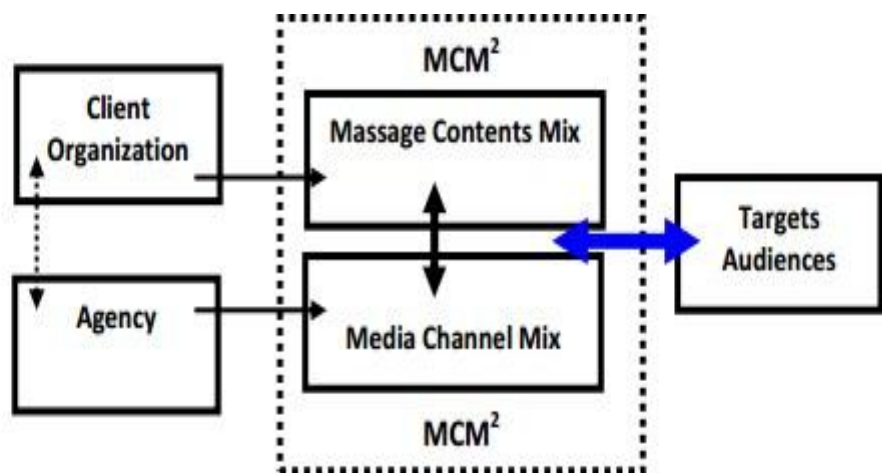 MCM²
Client
Organization
Massage Contents Mix
Targets
Audiences
Agency
Media Channel Mix
MCM²